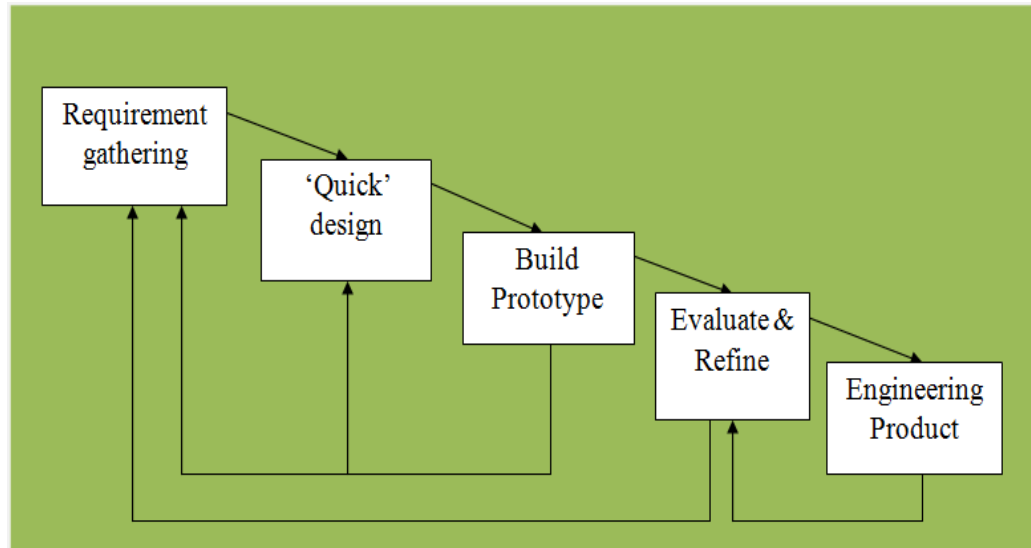 Requirement
gathering
‘Quick’
design
Build
Prototype
Evaluate &
Refine
Engineering
Product